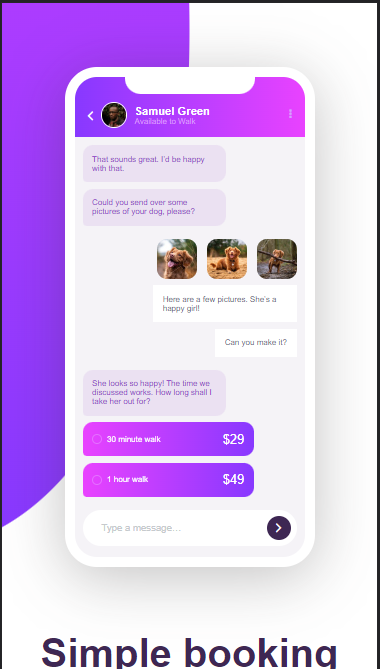 Samuel Green
Available to Walk
That sounds great. I'd be happy
with that.
Could you send over some
pictures of your dog, please?
Here are a few pictures. She's a
happy girl!
Can you make it?
She looks so happy! The time we
discussed works. How long shall I
take her out for?
30 minute walk $29
1 hour walk $49
Type a message…
Simple booking